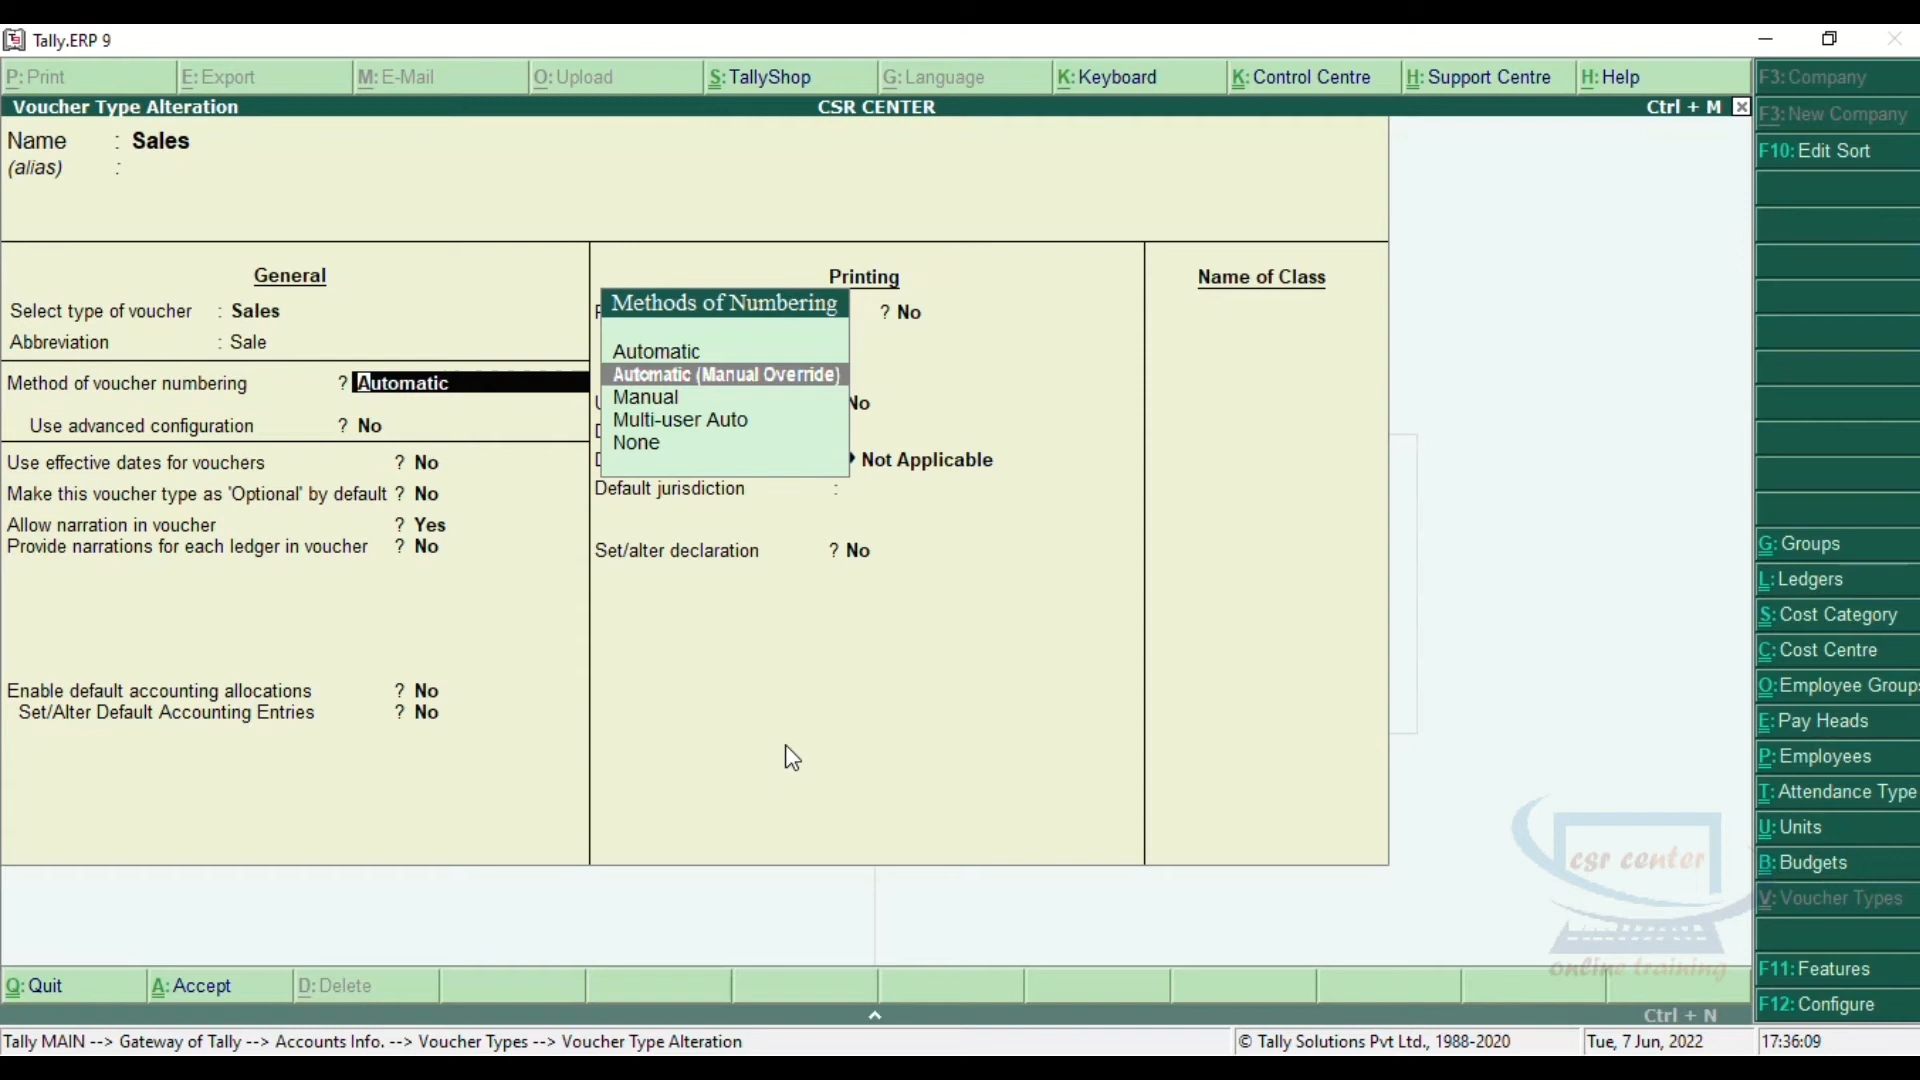 Tally.ERP 9
P: Print E: Export M: E-Mail O: Upload S: TallyShop G: Language K: Keyboard K: Control Centre H: Support Centre H: Help F3: Company
Voucher Type Alteration CSR CENTER Ctrl + M
F3: New Company
Name : Sales
F10: Edit Sort
(alias) :
General Printing Name of Class
Methods of Numbering
Select type of voucher : Sales ? No
Abbreviation : Sale
Automatic
Automatic (Manual Override)
Method of voucher numbering ? Automatic
Manual
No
Use advanced configuration ? No
Multi-user Auto
None
Use effective dates for vouchers ? No
Not Applicable
Make this voucher type as 'Optional' by default ? No
Default jurisdiction :
Allow narration in voucher ? Yes
Provide narrations for each ledger in voucher ? No
Set/alter declaration ? No
Enable default accounting allocations ? No
Set/Alter Default Accounting Entries ? No
G: Groups
L: Ledgers
S: Cost Category
C: Cost Centre
O: Employee Groups
E: Pay Heads
P: Employees
T: Attendance Type
U: Units
B: Budgets
V: Voucher Types
F11: Features
F12: Configure
csr center
online training
Q: Quit A: Accept D: Delete
Ctrl + N
Tally MAIN --> Gateway of Tally --> Accounts Info. --> Voucher Types --> Voucher Type Alteration © Tally Solutions Pvt Ltd., 1988-2020 Tue, 7 Jun, 2022 17:36:09